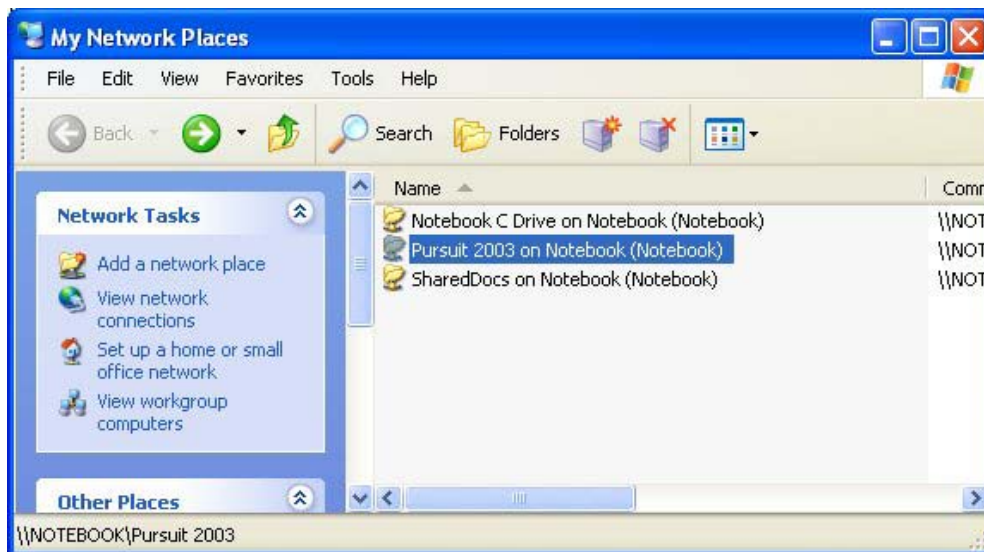 My Network Places
File Edit View Favorites Tools Help
Back Search Folders
Network Tasks
Add a network place
View network
connections
Set up a home or small
office network
View workgroup
computers
Other Places
Name Comr
Notebook C Drive on Notebook (Notebook) \\NOT
Pursuit 2003 on Notebook (Notebook) \\NOT
SharedDocs on Notebook (Notebook) \\NOT
\\NOTEBOOK\Pursuit 2003